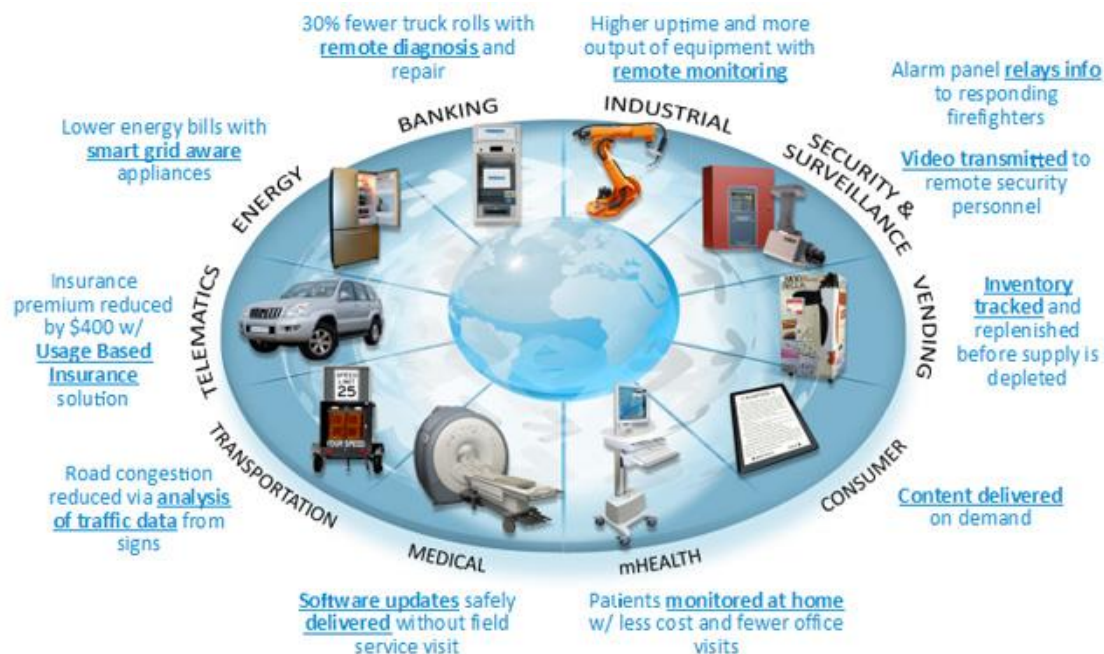 30% fewer truck rolls with
remote diagnosis and
repair
Higher uptime and more
output of equipment with
remote monitoring
Alarm panel relays info
to responding
firefighters
Video transmitted to
remote security
personnel
Lower energy bills with
smart grid aware
appliances
BANKING
INDUSTRIAL
SECURITY &
SURVEILLANCE
ENERGY
VENDING
Insurance
premium reduced
by $400 w/
Usage Based
Insurance
solution
TELEMATICS
Inventory
tracked and
replenished
before supply is
depleted
SPEED
LIMIT
25
YOUR SPEED
TRANSPORTATION
CONSUMER
Road congestion
reduced via analysis
of traffic data from
signs
Content delivered
on demand
MEDICAL
mHEALTH
Software updates safely
delivered without field
service visit
Patients monitored at home
w/ less cost and fewer office
visits